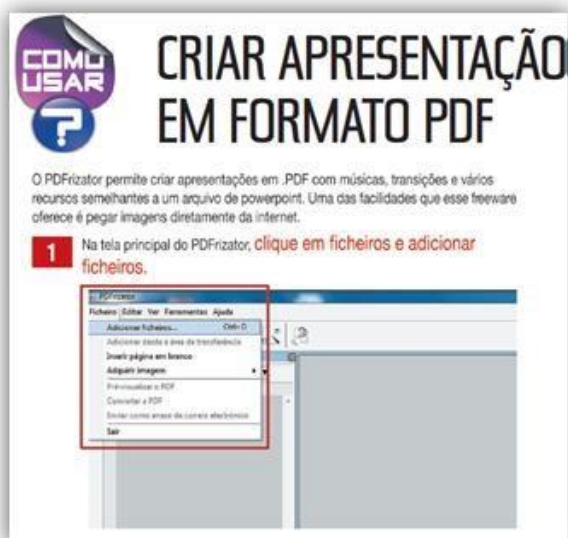 COMO
USAR
?
CRIAR APRESENTAÇÃO
EM FORMATO PDF
O PDFrizator permite criar apresentações em .PDF com músicas, transições e vários
recursos semelhantes a um arquivo de powerpoint. Uma das facilidades que esse freeware
oferece é pegar imagens diretamente da internet.
1
Na tela principal do PDFrizator, clique em ficheiros e adicionar
ficheiros.
PDFrizator
Ficheiro Editar Ver Ferramentas Ajuda
Adicionar ficheiros... Ctrl+O
Adicionar desde a área de transferência
Inserir página em branco
Adquirir imagem
Pré-visualizar o PDF
Converter a PDF
Enviar como anexo de correio electrónico
Sair